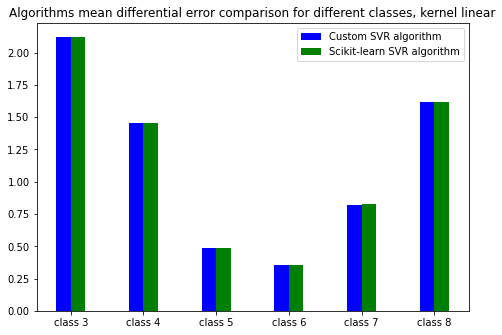 Algorithms mean differential error comparison for different classes, kernel linear
Custom SVR algorithm
Scikit-learn SVR algorithm
2.00
1.75
1.50
1.25
1.00
0.75
0.50
0.25
0.00
class 3 class 4 class 5 class 6 class 7 class 8